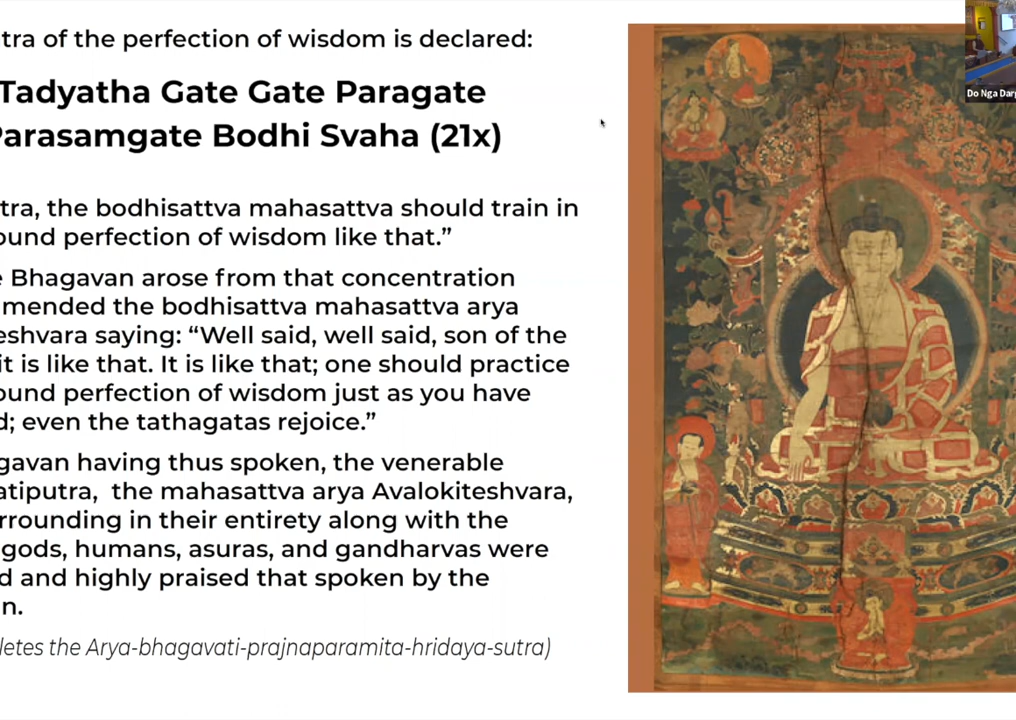 tra of the perfection of wisdom is declared:
Tadyatha Gate Gate Paragate
Parasamgate Bodhi Svaha (21x)
tra, the bodhisattva mahasattva should train in
ound perfection of wisdom like that.”
e Bhagavan arose from that concentration
mended the bodhisattva mahasattva arya
eshvara saying: “Well said, well said, son of the
it is like that. It is like that; one should practice
ound perfection of wisdom just as you have
d; even the tathagatas rejoice.”
gavan having thus spoken, the venerable
atiputra, the mahasattva arya Avalokiteshvara,
rrounding in their entirety along with the
gods, humans, asuras, and gandharvas were
d and highly praised that spoken by the
n.
letes the Arya-bhagavati-prajnaparamita-hridaya-sutra)
Do Nga Darg